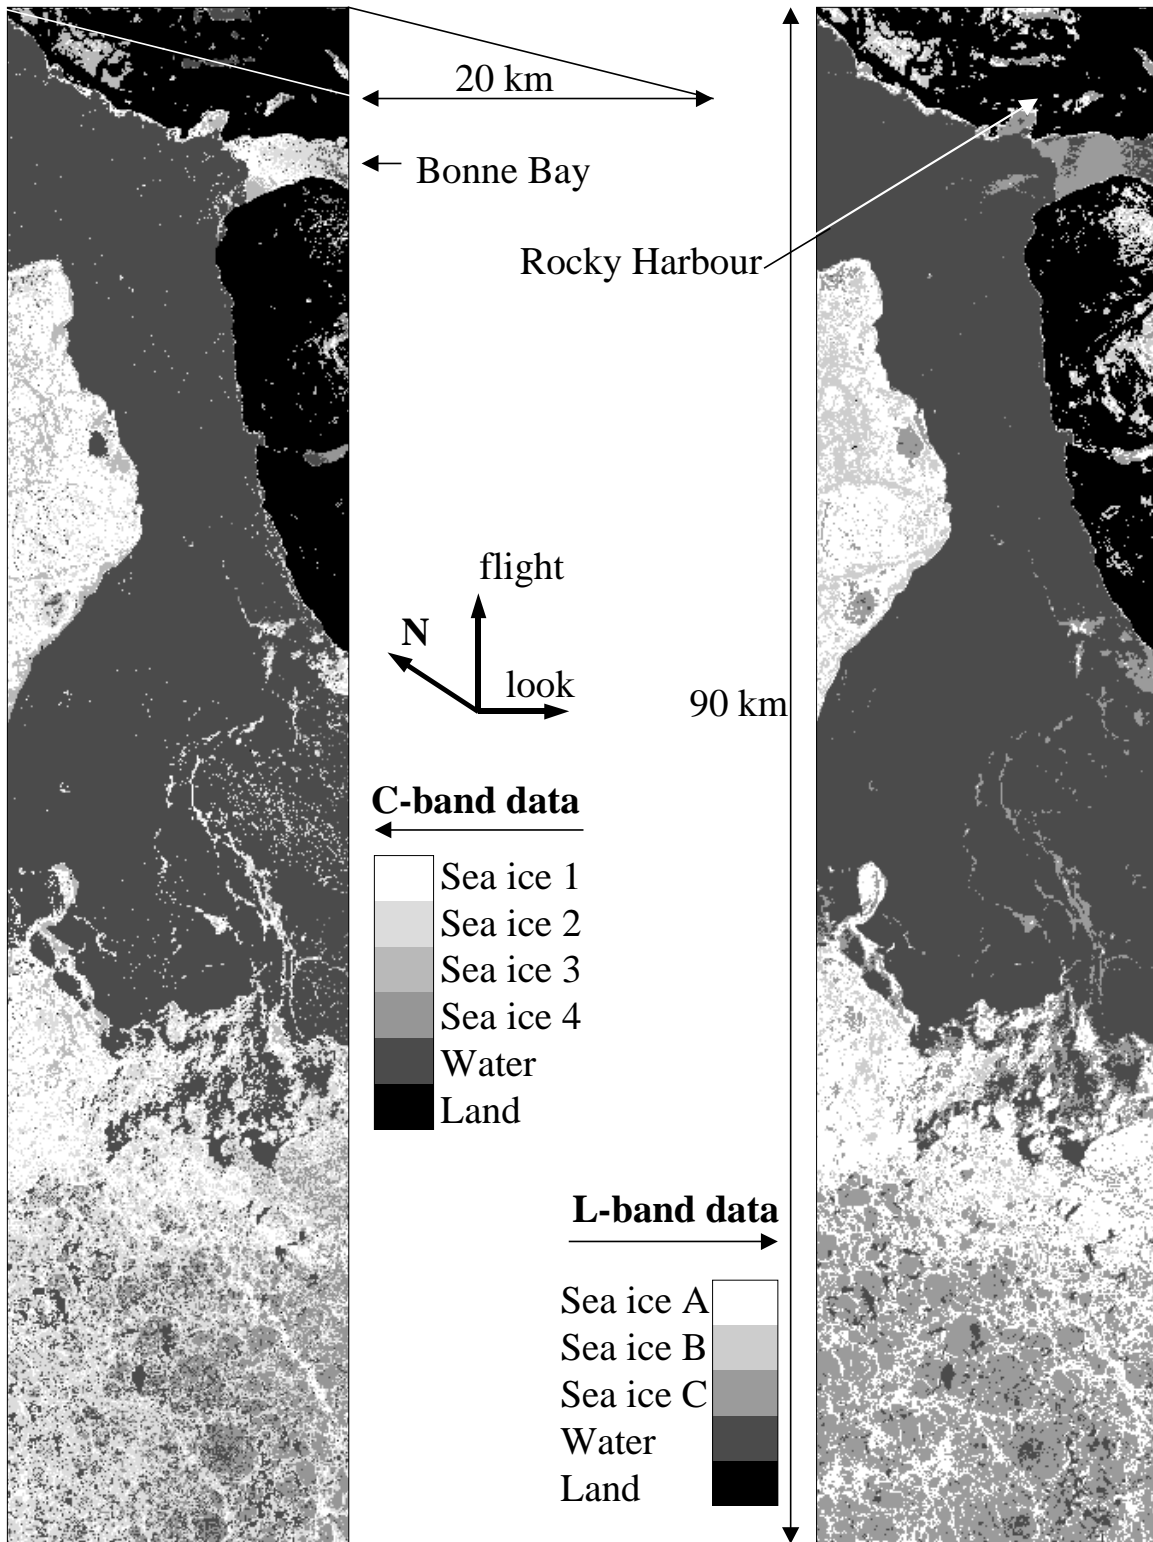 20 km
Bonne Bay
Rocky Harbour
flight
N
look
90 km
C-band data
Sea ice 1
Sea ice 2
Sea ice 3
Sea ice 4
Water
Land
L-band data
Sea ice A
Sea ice B
Sea ice C
Water
Land